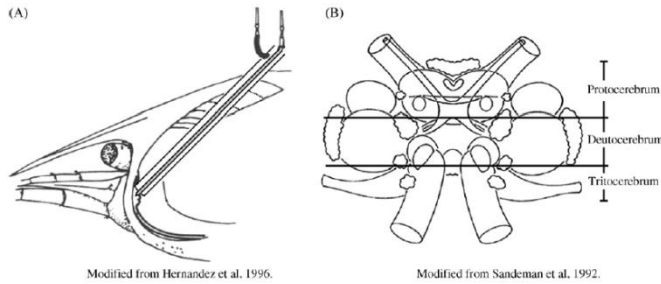 (A)
(B)
Protocerebrum
Deutocerebrum
Tritocerebrum
Modified from Hernandez et al. 1996.
Modified from Sandeman et al. 1992.